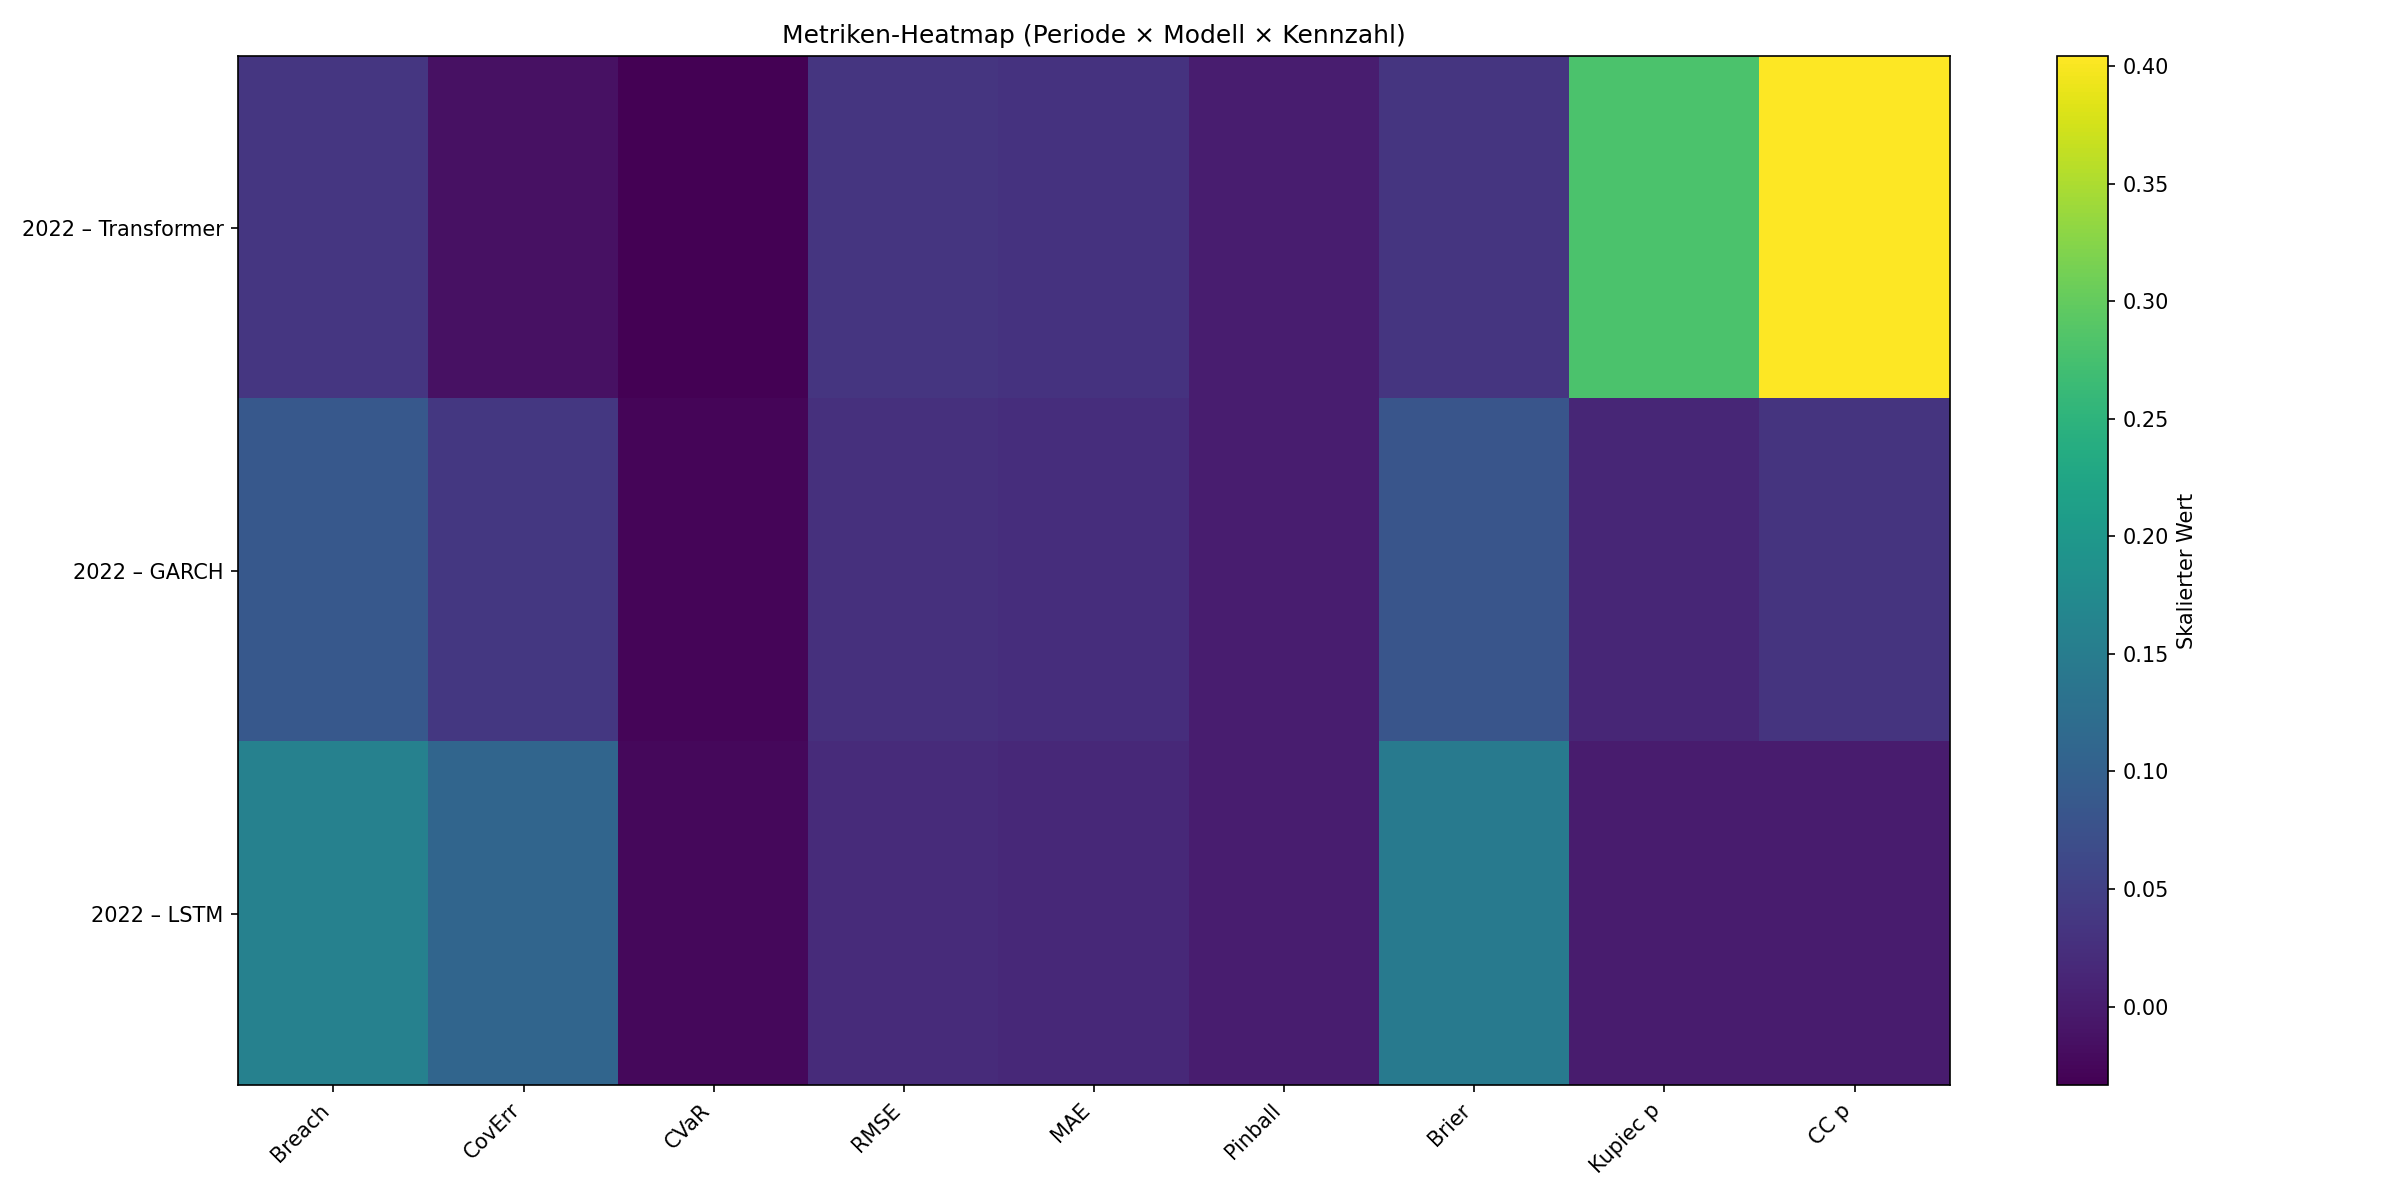 Metriken-Heatmap (Periode × Modell × Kennzahl)
2022 – Transformer
2022 – GARCH
2022 – LSTM
Breach
CovErr
CVaR
RMSE
MAE
Pinball
Brier
Kupiec p
CC p
0.40
0.35
0.30
0.25
0.20
0.15
0.10
0.05
0.00
Skalierter Wert